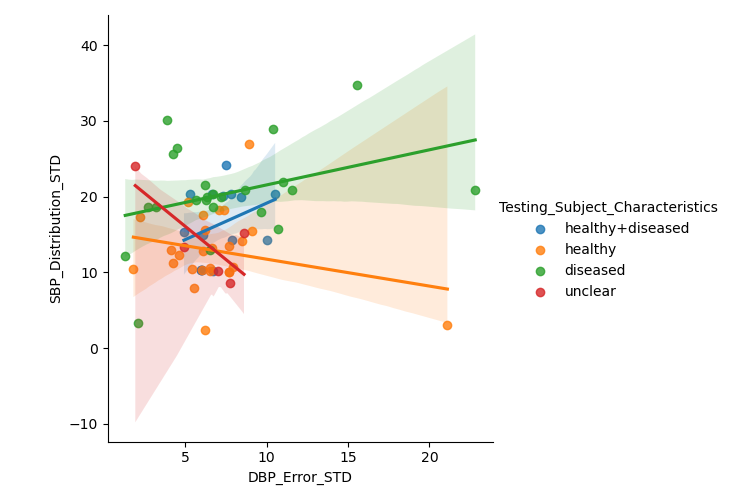 40
30
20
10
0
−10
SBP_Distribution_STD
5
10
15
20
DBP_Error_STD
Testing_Subject_Characteristics
healthy+diseased
healthy
diseased
unclear